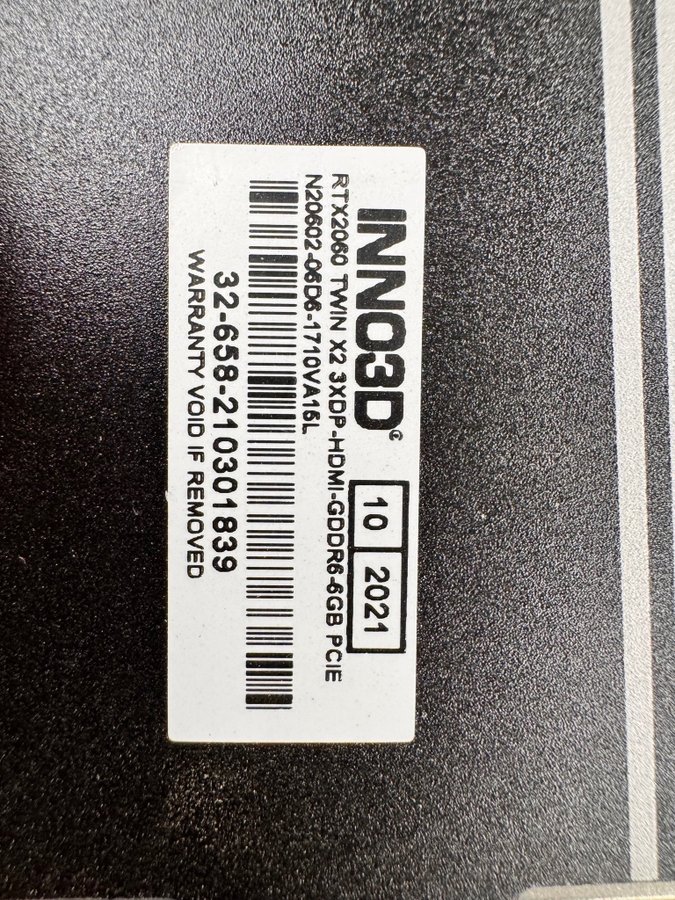 INNO3D®
10 2021
RTX2060 TWIN X2 3XDP-HDMI-GDDR6-6GB PCIE
N20602-06D6-1710VA15L
32-658-210301839
WARRANTY VOID IF REMOVED